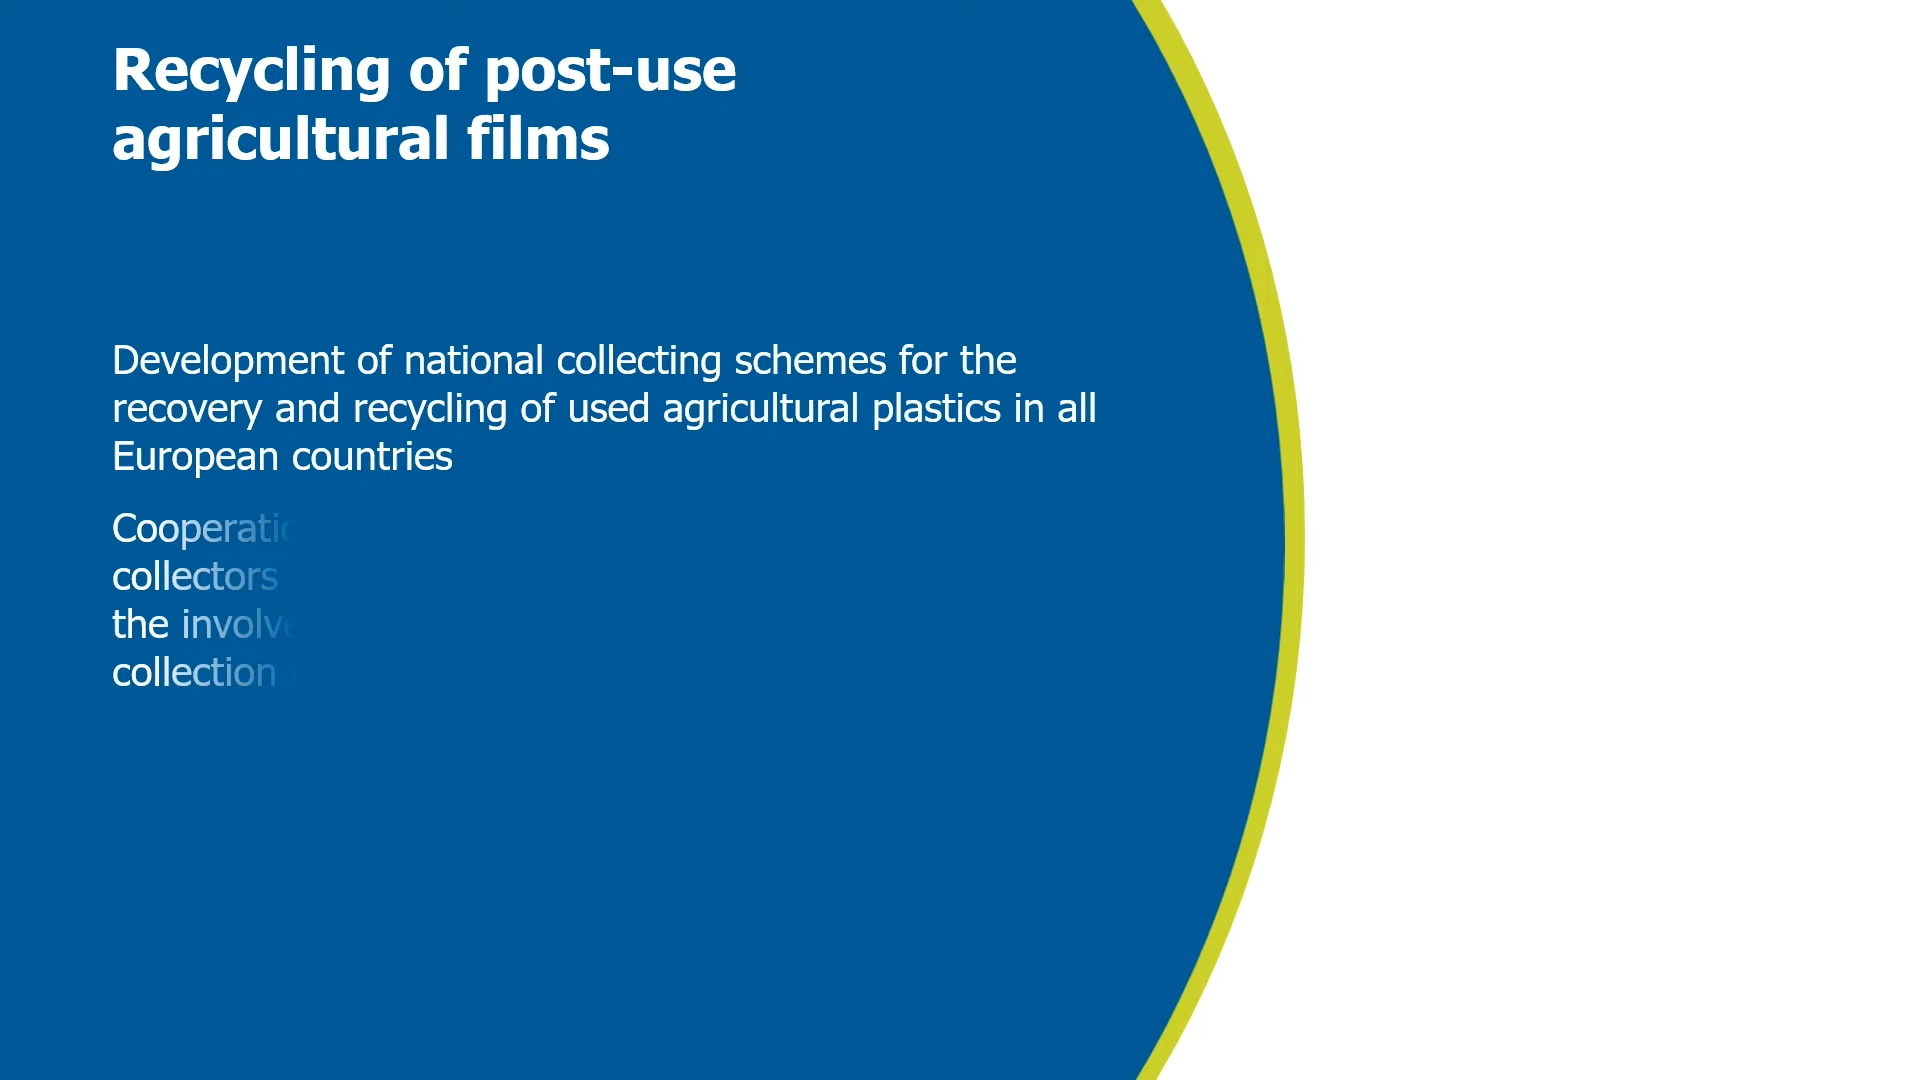 Recycling of post-use
agricultural films
Development of national collecting schemes for the
recovery and recycling of used agricultural plastics in all
European countries
collectors
the
collection